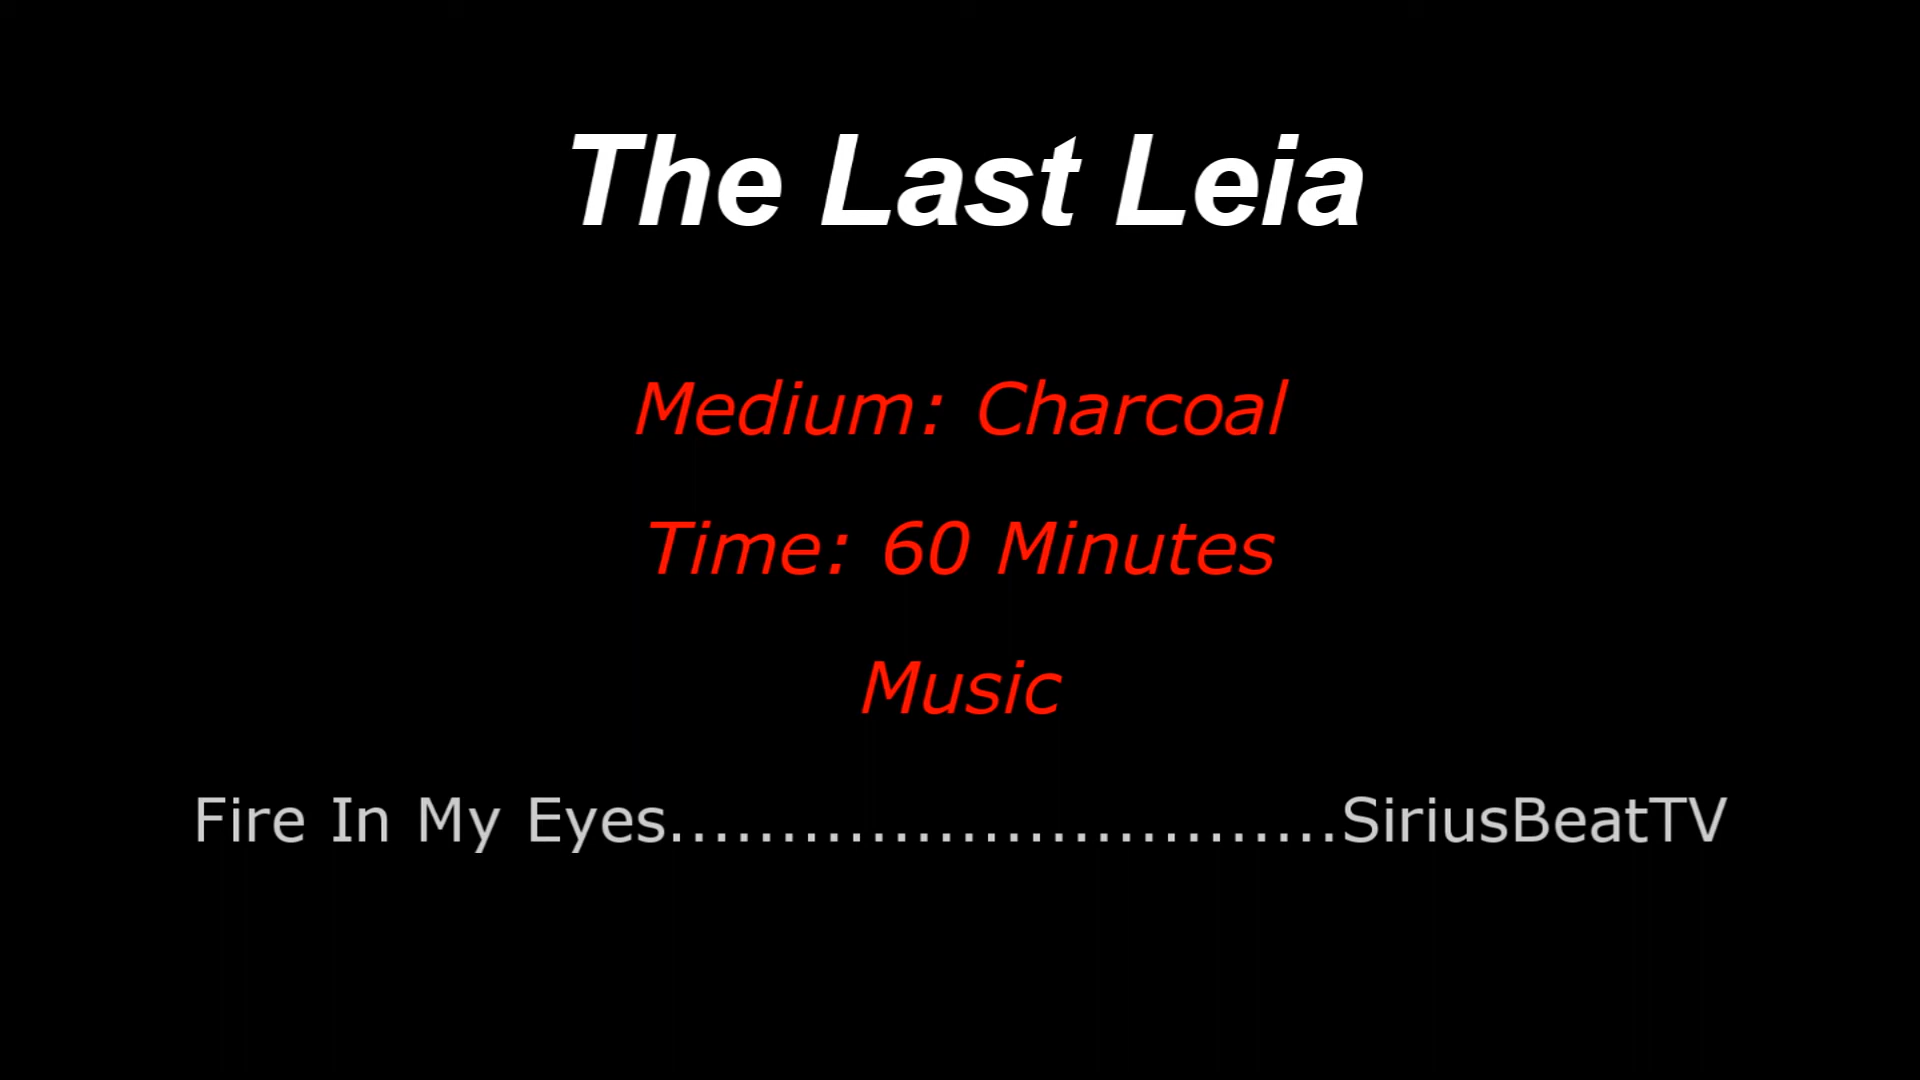 The Last Leia
Medium: Charcoal
Time: 60 Minutes
Music
Fire In My Eyes..............................SiriusBeatTV